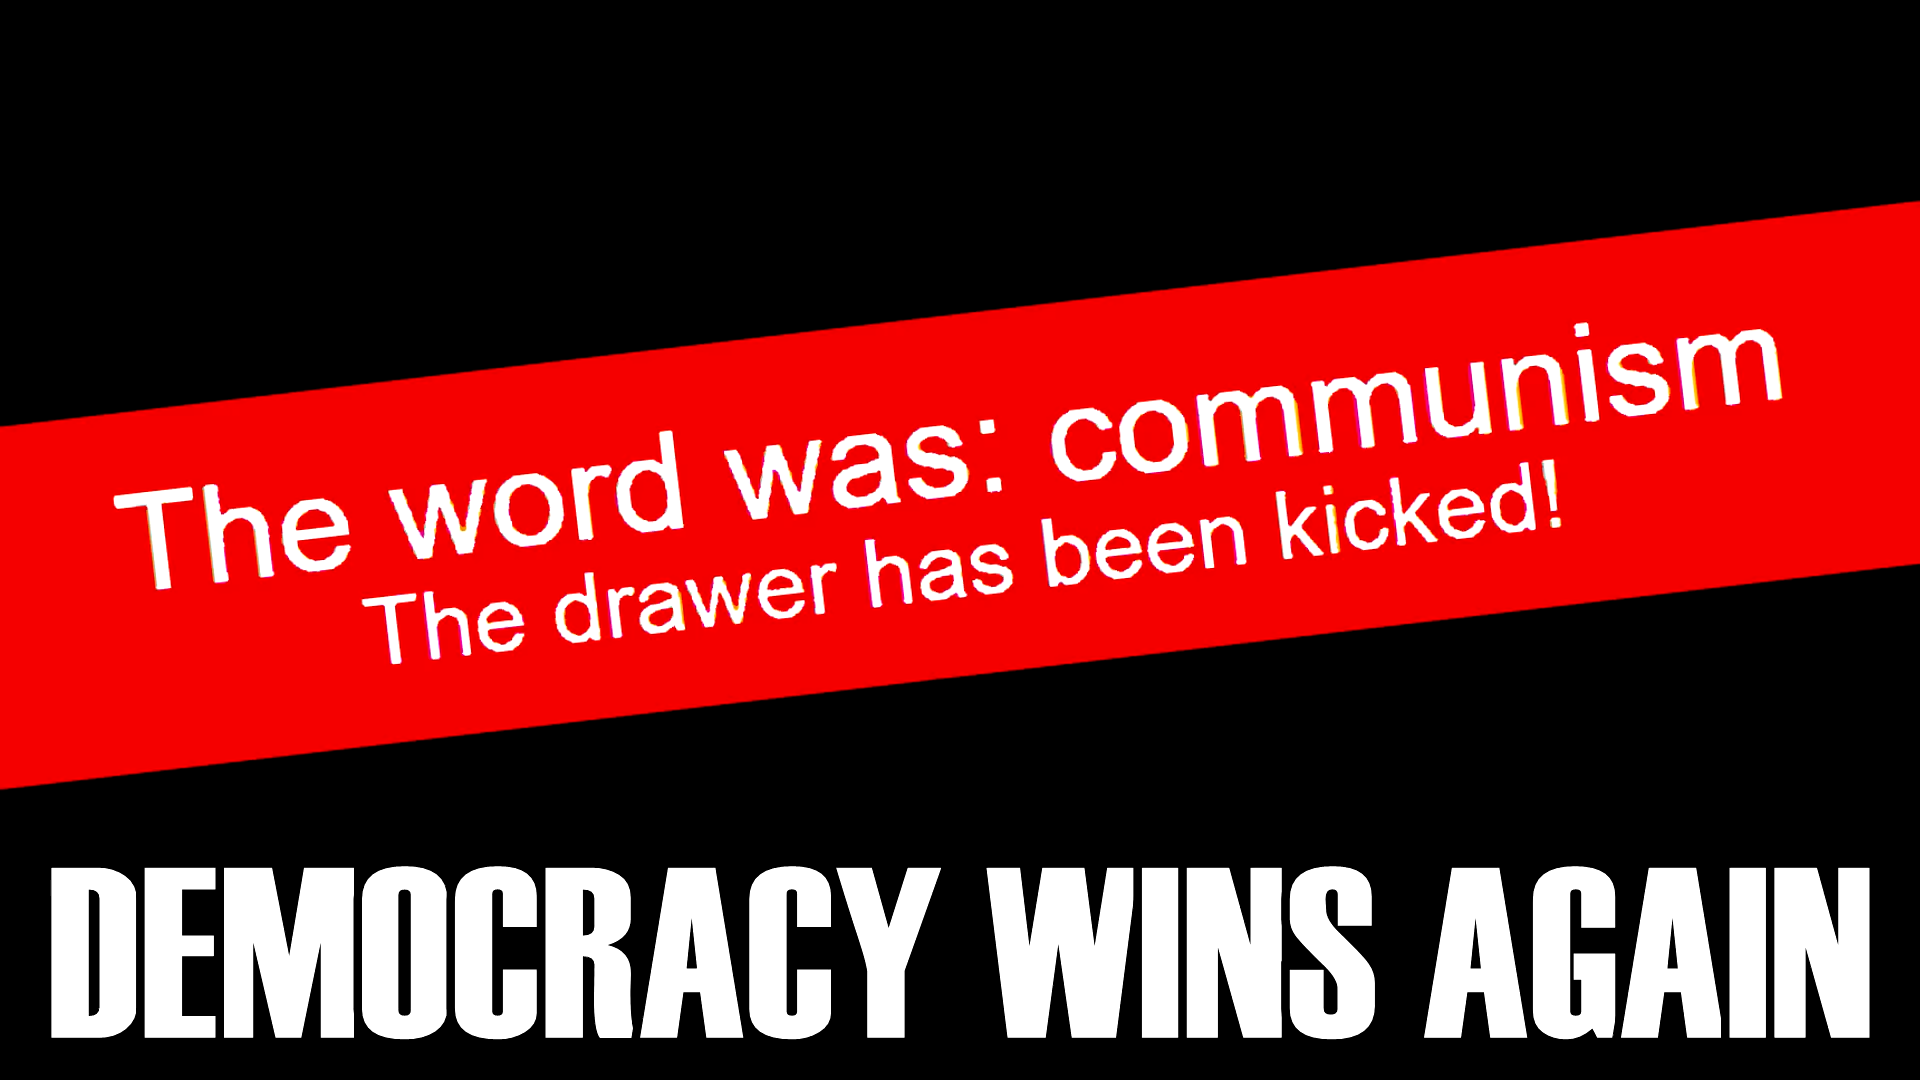 The word was: communism
The drawer has been kicked!
DEMOCRACY WINS AGAIN